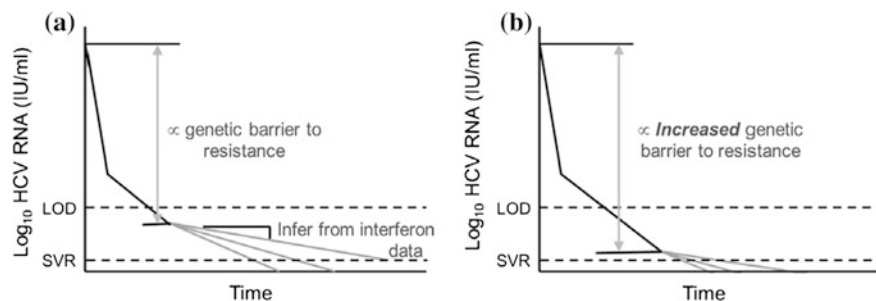 (a)
Log10 HCV RNA (IU/ml)
∝ genetic barrier to
resistance
LOD
Infer from interferon
data
SVR
Time
(b)
Log10 HCV RNA (IU/ml)
∝ Increased genetic
barrier to resistance
LOD
SVR
Time